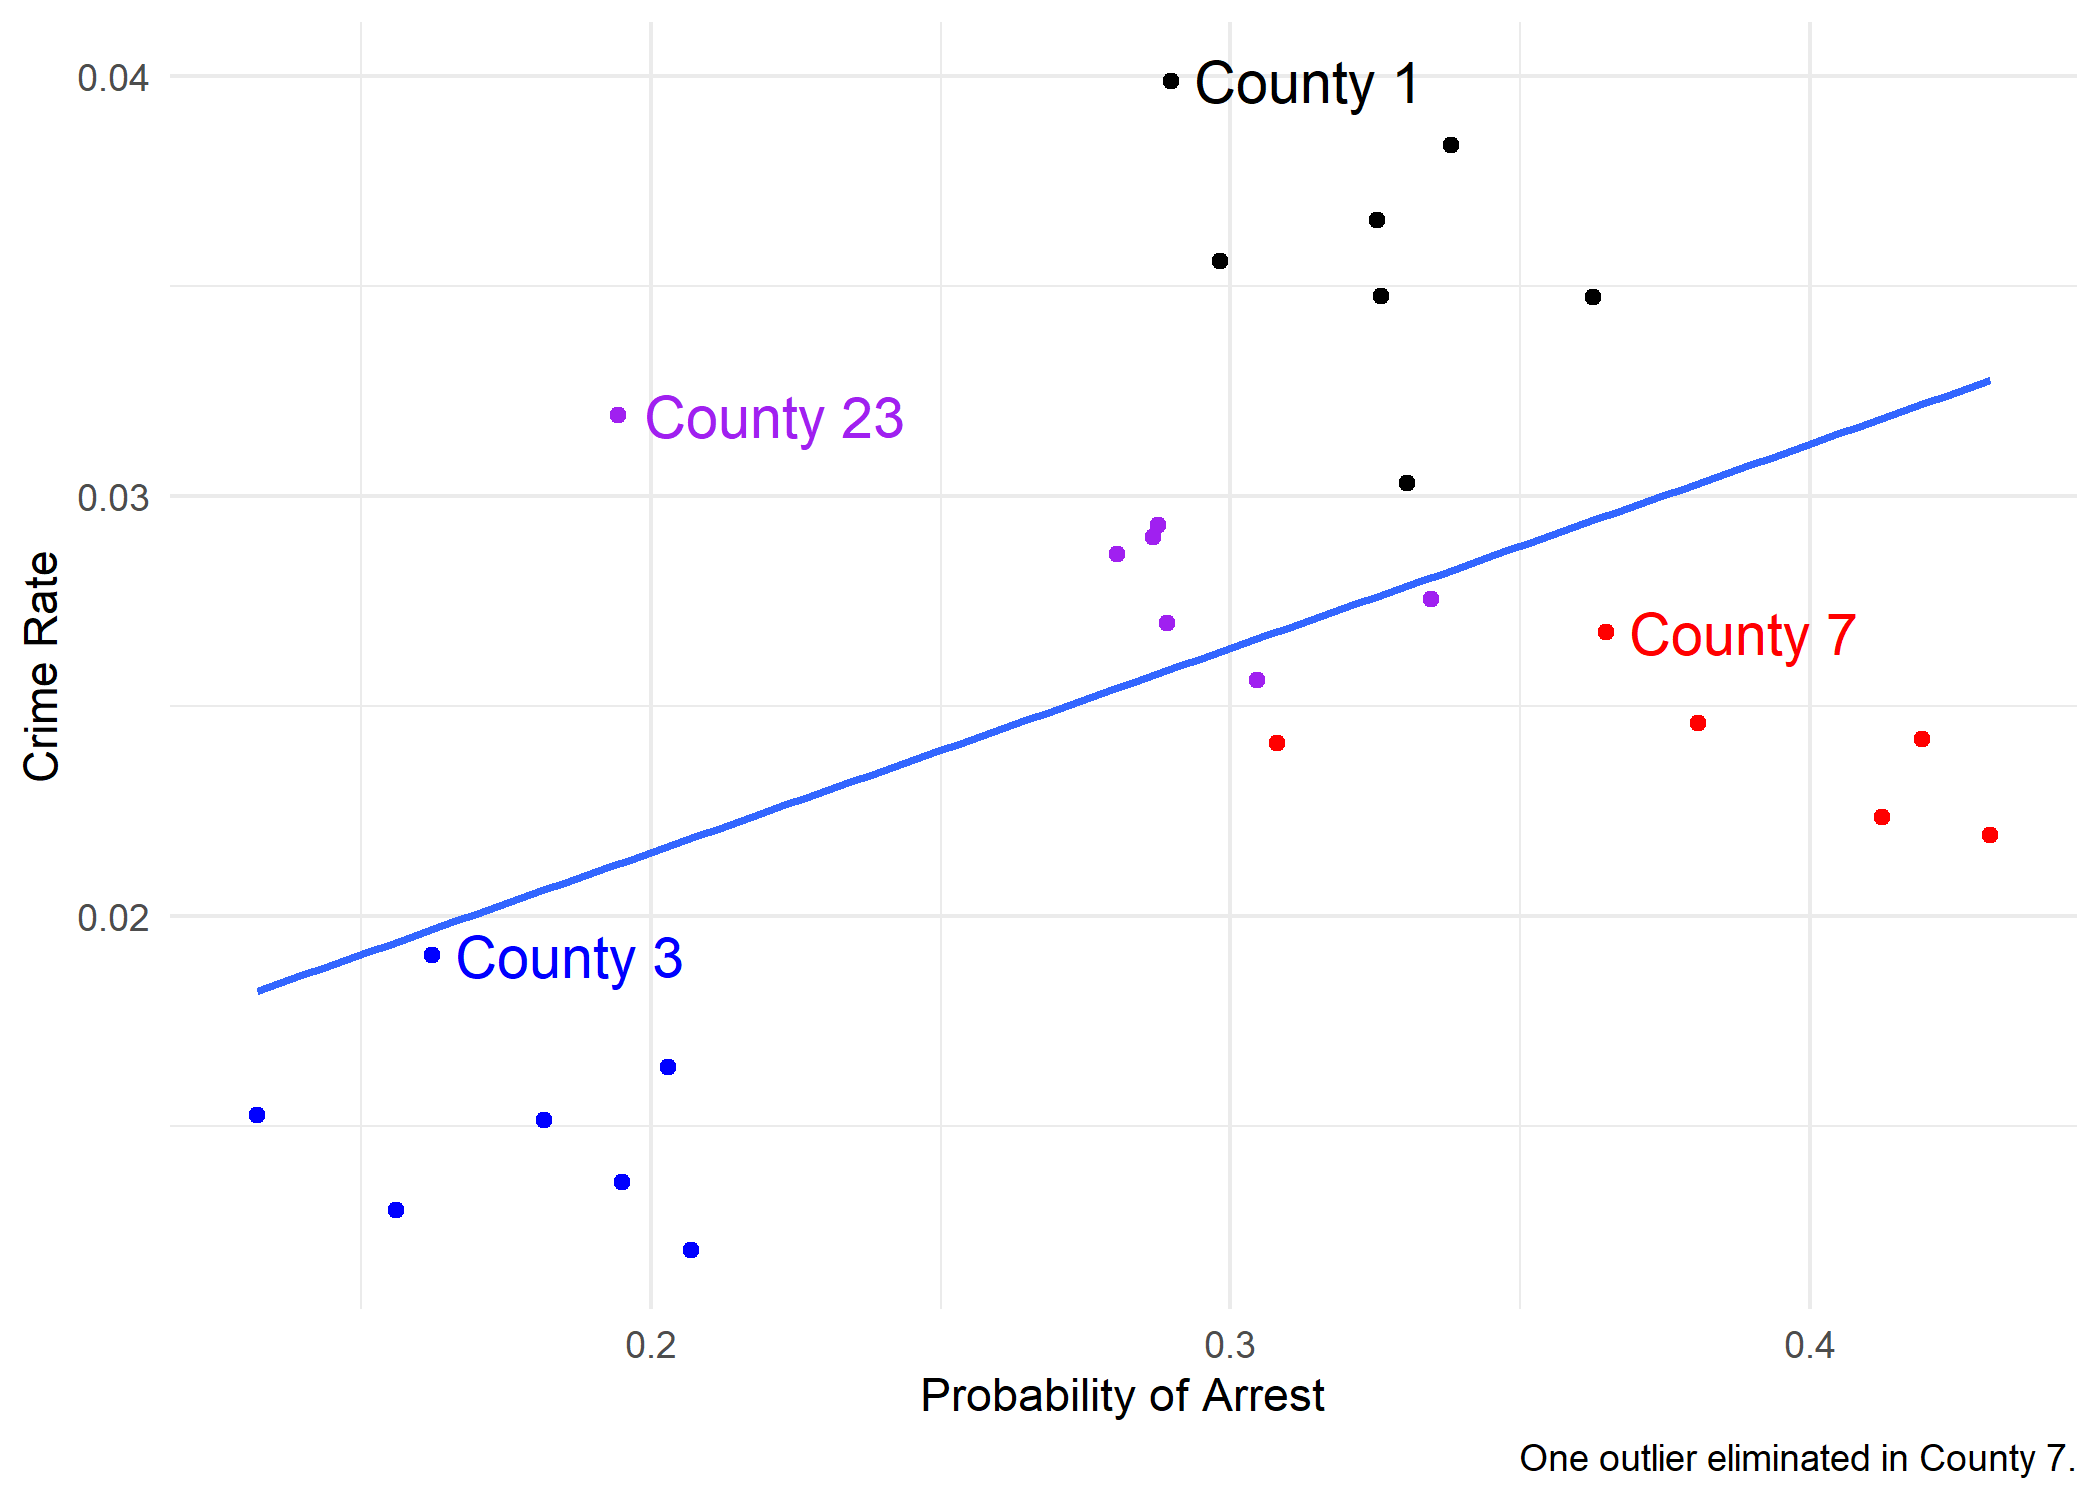 0.04
County 1
County 23
0.03
Crime Rate
County 7
0.02
County 3
0.2
0.3
0.4
Probability of Arrest
One outlier eliminated in County 7.